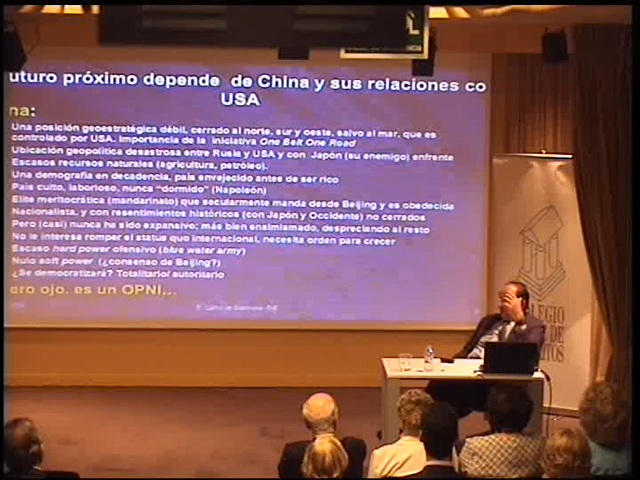 uturo próximo depende de China y sus relaciones co
USA
na:
Una posición geoestratégica débil, cerrado al norte, sur y oeste, salvo al mar, que es
controlado por USA. Importancia de la iniciativa One Belt One Road
Ubicación geopolítica desastrosa entre Rusia y USA y con Japón (su enemigo) enfrente
Escasos recursos naturales (agricultura, petróleo).
Una demografía en decadencia, país envejecido antes de ser rico
País culto, laborioso, nunca "dormido" (Napoleón)
Elite meritocrática (mandarinato) que secularmente manda desde Beijing y es obedecida
Nacionalista, y con resentimientos históricos (con Japón y Occidente) no cerrados
Pero (casi) nunca ha sido expansivo; más bien ensimismado, despreciando al resto
No le interesa romper el status quo internacional, necesita orden para crecer
Escaso hard power ofensivo (blue water army)
Nulo soft power (¿consenso de Beijing?)
¿Se democratizará? Totalitario/ autoritario
ero ojo. es un OPNI...
LEGIO
DE
TOS